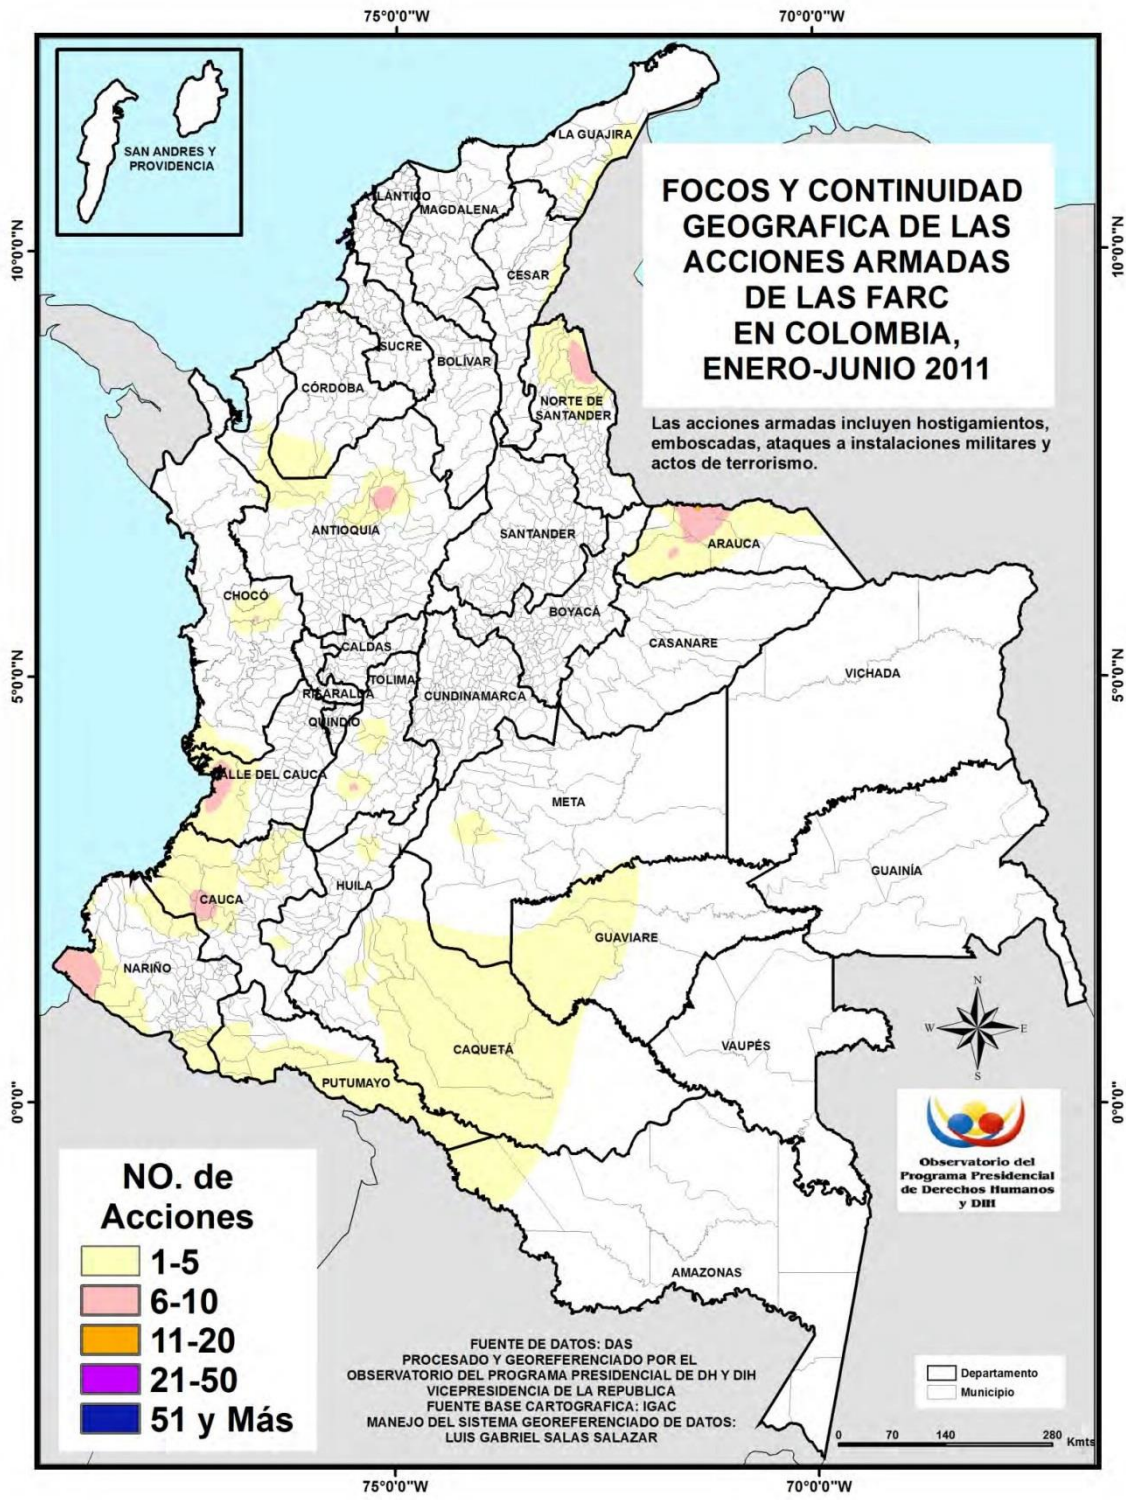 75°0'0"W
70°0'0"W
SAN ANDRES Y
PROVIDENCIA
LA GUAJIRA
ATLÁNTICO
MAGDALENA
FOCOS Y CONTINUIDAD
GEOGRAFICA DE LAS
ACCIONES ARMADAS
DE LAS FARC
EN COLOMBIA,
ENERO-JUNIO 2011
Las acciones armadas incluyen hostigamientos,
emboscadas, ataques a instalaciones militares y
actos de terrorismo.
10°0'0"N
10°0'0"N
CESAR
SUCRE
BOLÍVAR
CÓRDOBA
NORTE DE
SANTANDER
ANTIOQUIA
SANTANDER
ARAUCA
CHOCÓ
BOYACÁ
CALDAS
CASANARE
5°0'0"N
5°0'0"N
VICHADA
TOLIMA
RISARALDA
CUNDINAMARCA
QUINDÍO
VALLE DEL CAUCA
META
GUAINÍA
HUILA
CAUCA
GUAVIARE
NARIÑO
N
W
E
S
VAUPÉS
CAQUETÁ
PUTUMAYO
0°0'0"
0°0'0"
Observatorio del
Programa Presidencial
de Derechos Humanos
y DIH
NO. de
Acciones
1-5
6-10
11-20
21-50
51 y Más
AMAZONAS
FUENTE DE DATOS: DAS
PROCESADO Y GEOREFERENCIADO POR EL
OBSERVATORIO DEL PROGRAMA PRESIDENCIAL DE DH Y DIH
VICEPRESIDENCIA DE LA REPUBLICA
FUENTE BASE CARTOGRAFICA: IGAC
MANEJO DEL SISTEMA GEOREFERENCIADO DE DATOS:
LUIS GABRIEL SALAS SALAZAR
Departamento
Municipio
0 70 140 280 Kmts
75°0'0"W
70°0'0"W